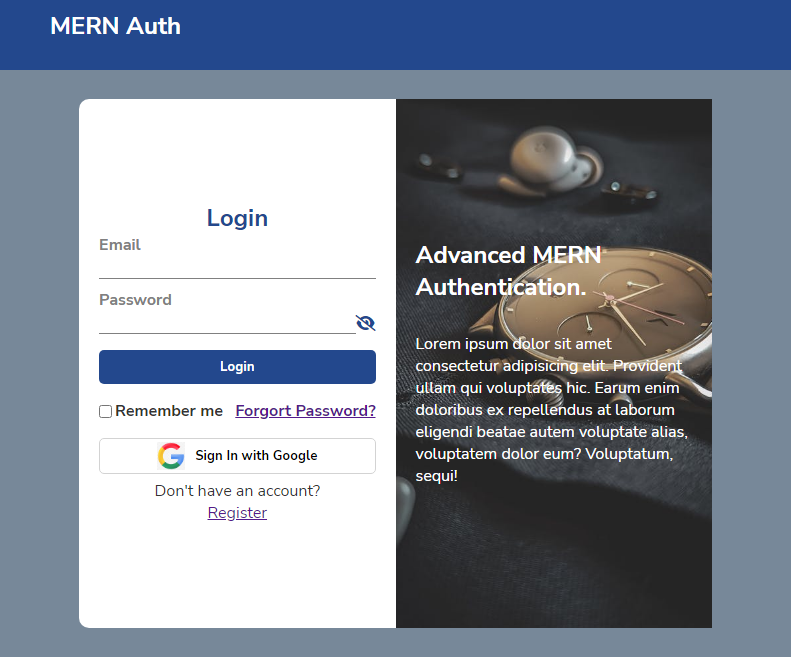 MERN Auth
Login
Email
Password
Login
Remember me Forgort Password?
Sign In with Google
Don't have an account?
Register
Advanced MERN
Authentication.
Lorem ipsum dolor sit amet
consectetur adipisicing elit. Provident
ullam qui voluptates hic. Earum enim
doloribus ex repellendus at laborum
eligendi beatae autem voluptate alias,
voluptatem dolor eum? Voluptatum,
sequi!